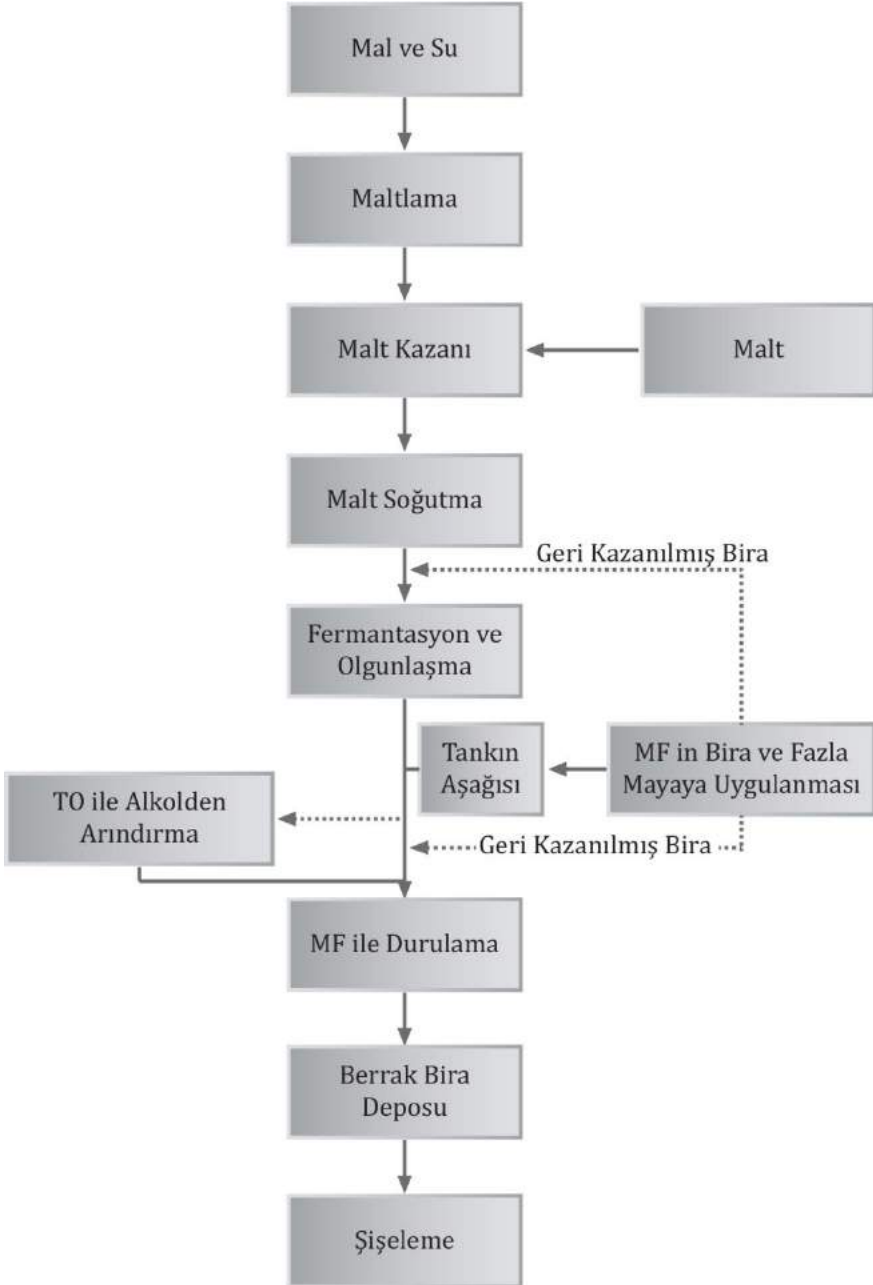 Mal ve Su
Maltlama
Malt Kazanı
Malt
Malt Soğutma
Geri Kazanılmış Bira
Fermantasyon ve
Olgunlaşma
Tankın
Aşağısı
MF in Bira ve Fazla
Mayaya Uygulanması
TO ile Alkolden
Arındırma
Geri Kazanılmış Bira
MF ile Durulama
Berrak Bira
Deposu
Şişeleme